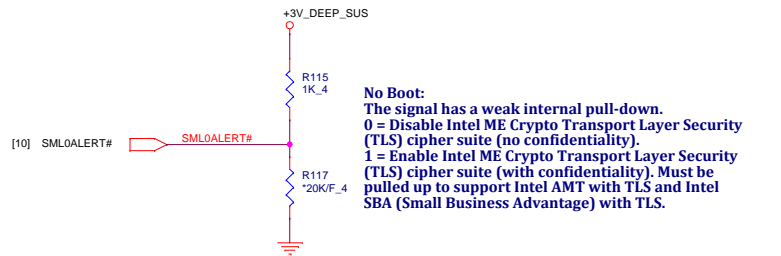 +3V_DEEP_SUS
R115
1K_4
No Boot:
The signal has a weak internal pull-down.
0 = Disable Intel ME Crypto Transport Layer Security
(TLS) cipher suite (no confidentiality).
1 = Enable Intel ME Crypto Transport Layer Security
(TLS) cipher suite (with confidentiality). Must be
pulled up to support Intel AMT with TLS and Intel
SBA (Small Business Advantage) with TLS.
[10] SML0ALERT#
SML0ALERT#
R117
*20K/F_4